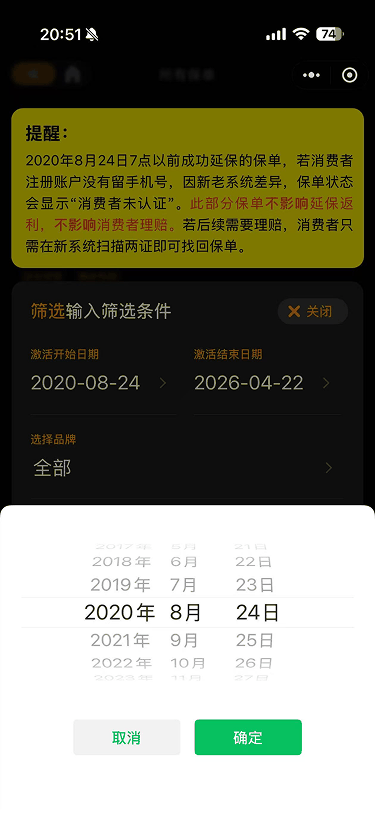 20:51
74
所有保单
提醒：
2020年8月24日7点以前成功延保的保单，若消费者
注册账户没有留手机号，因新老系统差异，保单状态
会显示“消费者未认证”。此部分保单不影响延保返
利，不影响消费者理赔。若后续需要理赔，消费者只
需在新系统扫描两证即可找回保单。
筛选输入筛选条件
关闭
激活开始日期
激活结束日期
2020-08-24
2026-04-22
选择品牌
全部
2017年 5月 21日
2018年 6月 22日
2019年 7月 23日
2020年 8月 24日
2021年 9月 25日
2022年 10月 26日
2023年 11月 27日
取消
确定